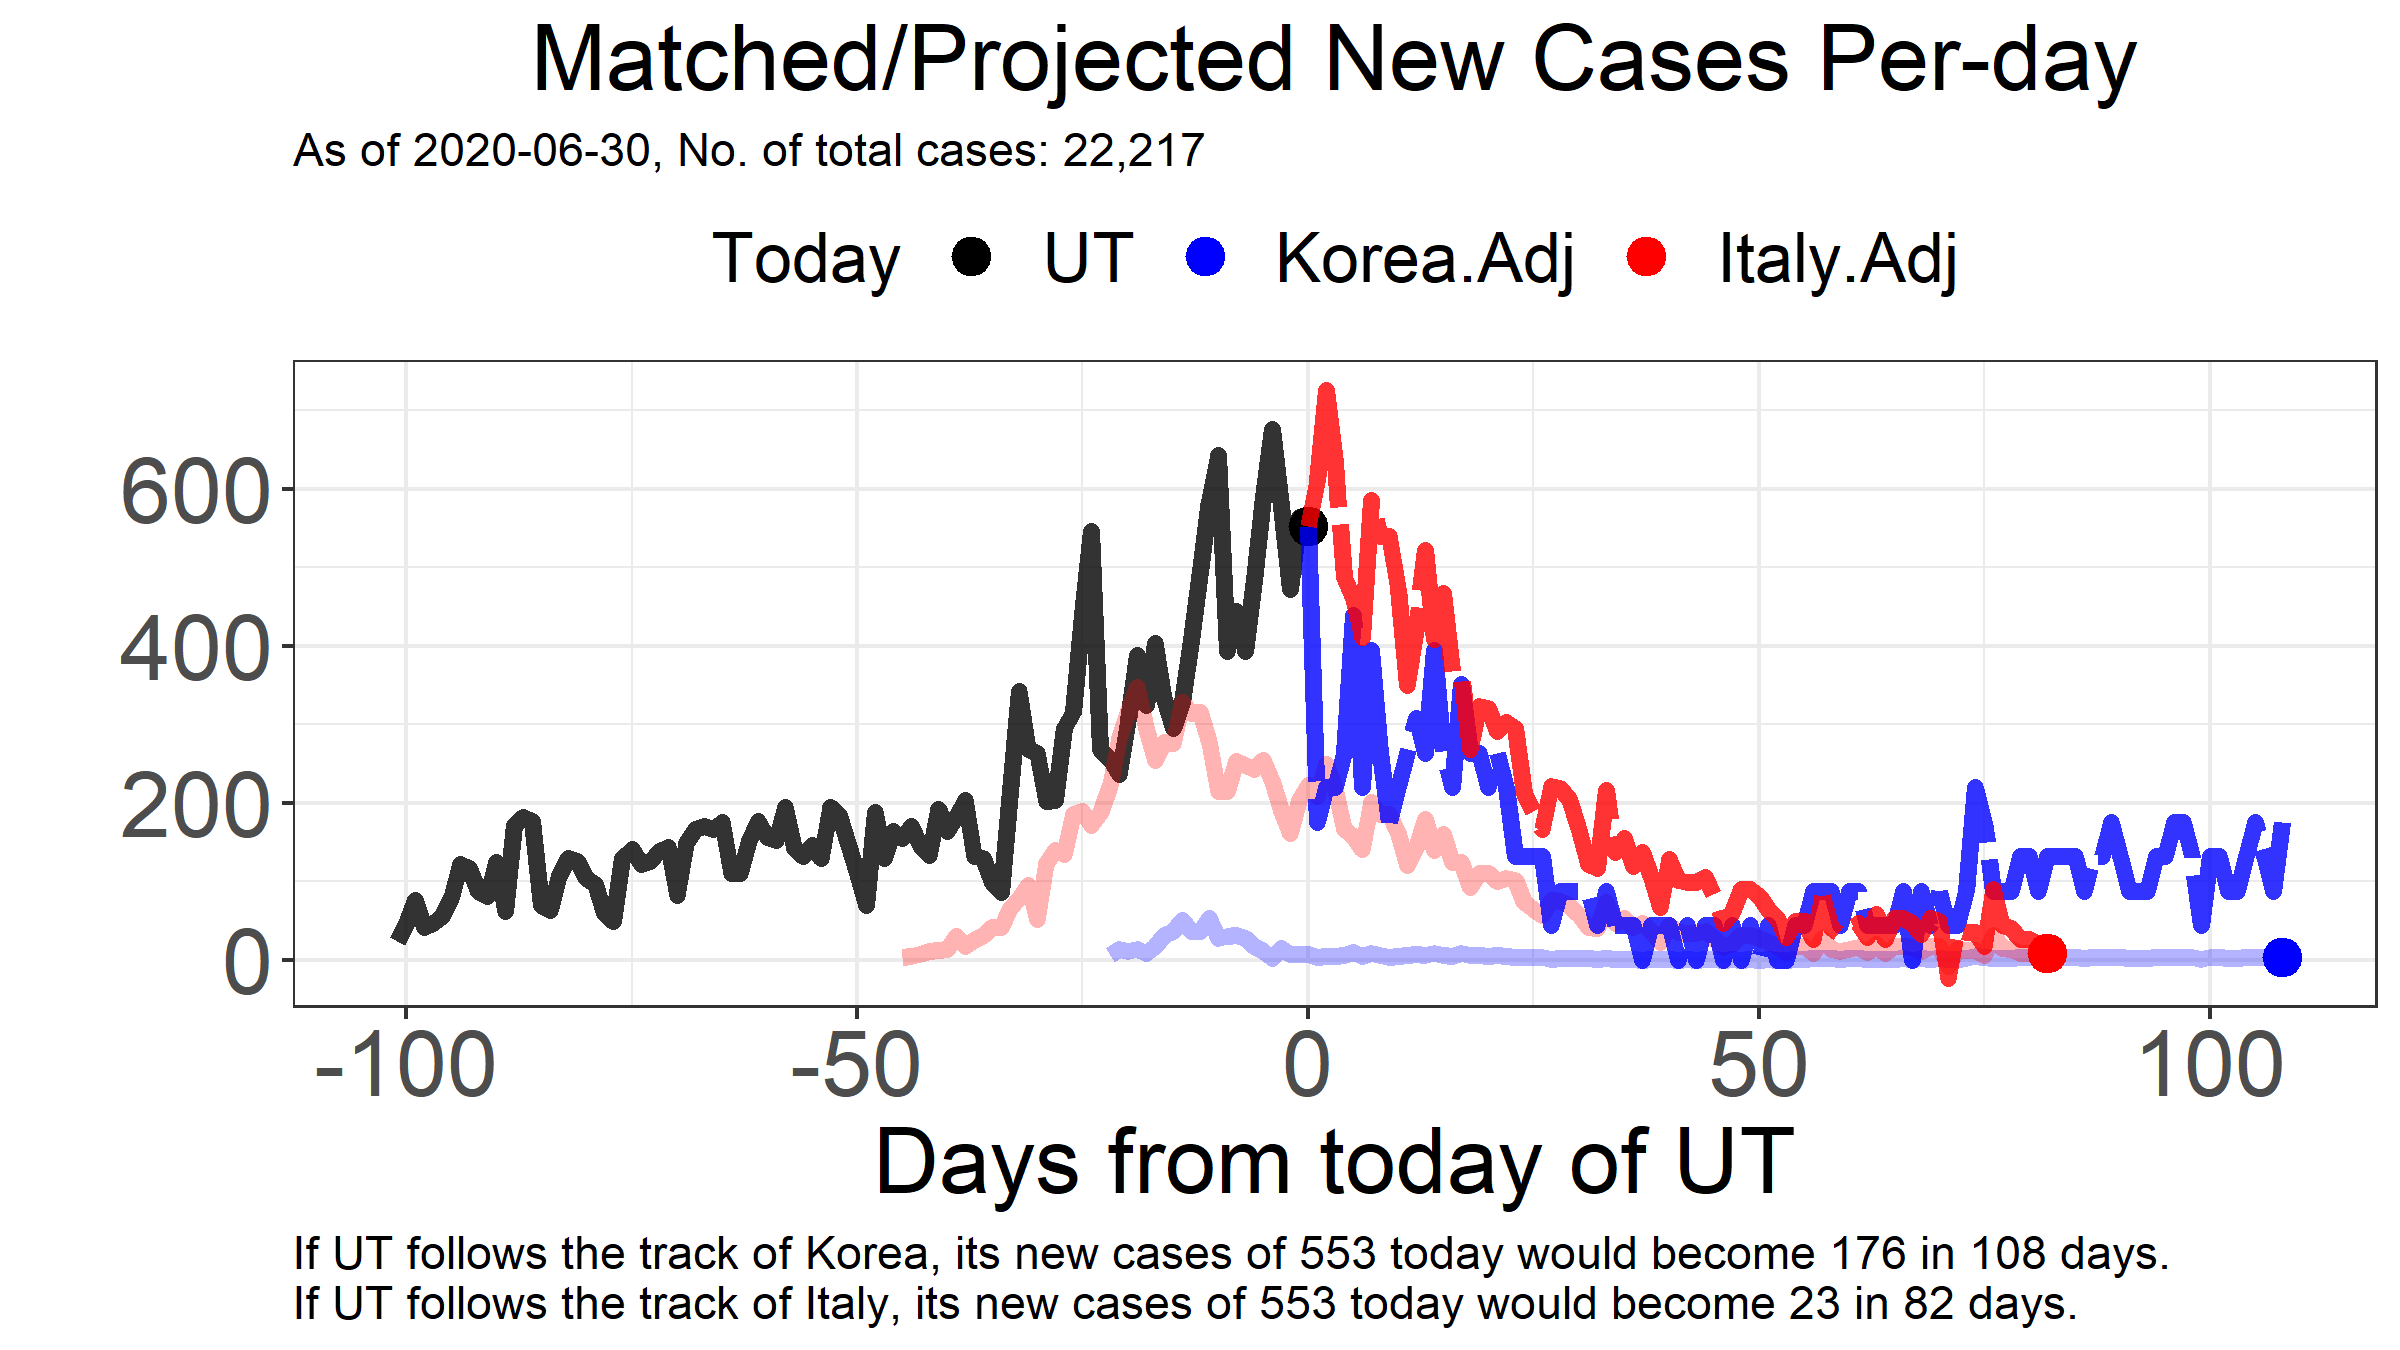 Matched/Projected New Cases Per-day
As of 2020-06-30, No. of total cases: 22,217
Today UT Korea.Adj Italy.Adj
600
400
200
0
-100 -50 0 50 100
Days from today of UT
If UT follows the track of Korea, its new cases of 553 today would become 176 in 108 days.
If UT follows the track of Italy, its new cases of 553 today would become 23 in 82 days.